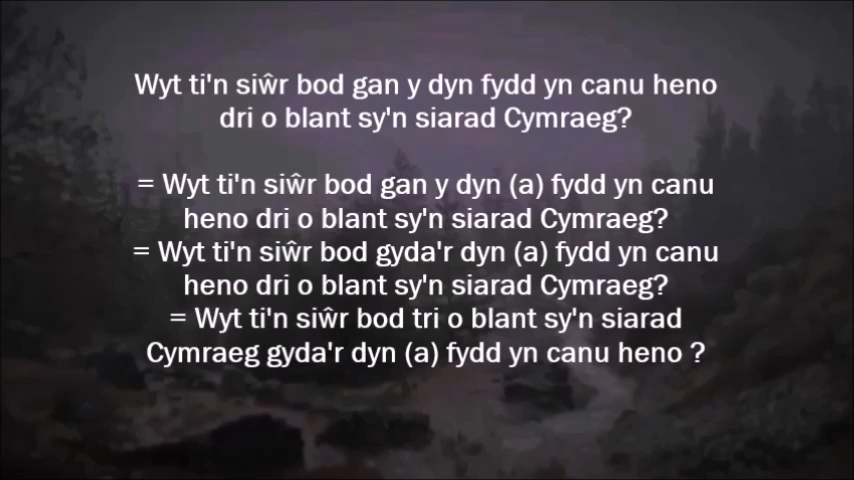 Wyt ti'n siŵr bod gan y dyn fydd yn canu heno
dri o blant sy'n siarad Cymraeg?
= Wyt ti'n siŵr bod gan y dyn (a) fydd yn canu
heno dri o blant sy'n siarad Cymraeg?
= Wyt ti'n siŵr bod gyda'r dyn (a) fydd yn canu
heno dri o blant sy'n siarad Cymraeg?
= Wyt ti'n siŵr bod tri o blant sy'n siarad
Cymraeg gyda'r dyn (a) fydd yn canu heno ?